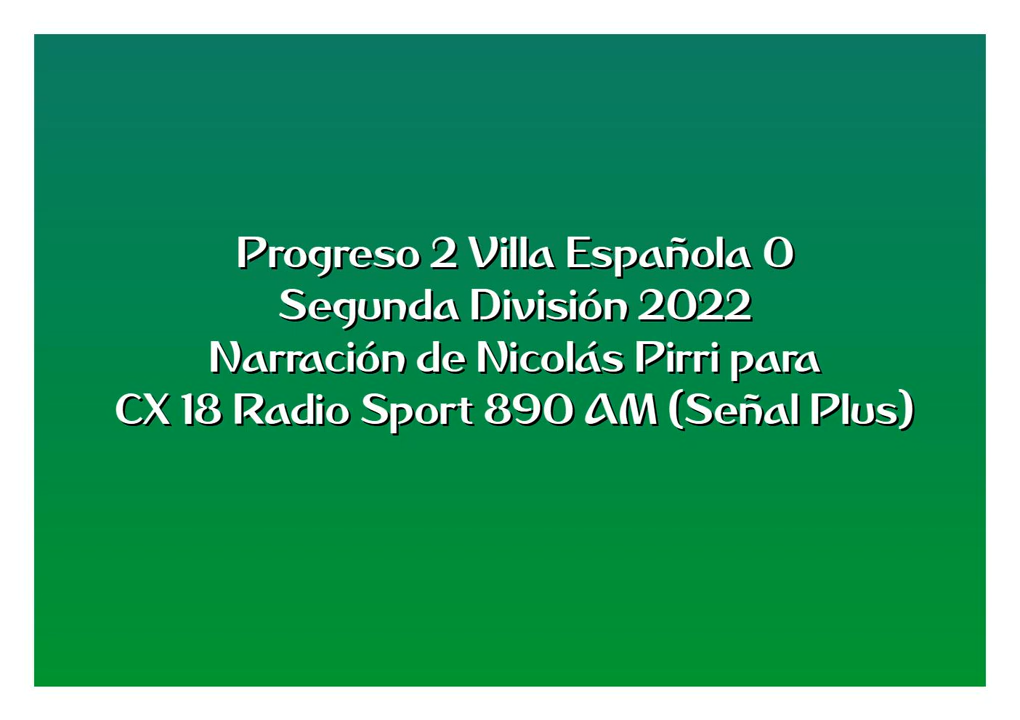 Progreso 2 Villa Española 0
Segunda División 2022
Narración de Nicolás Pirri para
CX 18 Radio Sport 890 AM (Señal Plus)